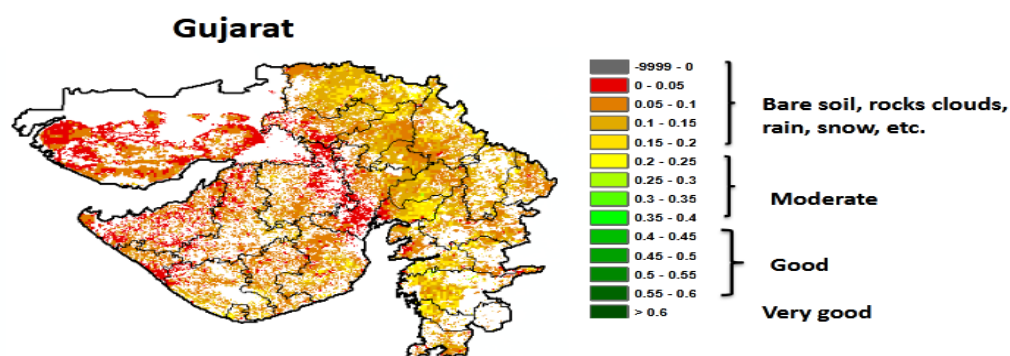 Gujarat
-9999 - 0
0 - 0.05
0.05 - 0.1
0.1 - 0.15
0.15 - 0.2
0.2 - 0.25
0.25 - 0.3
0.3 - 0.35
0.35 - 0.4
0.4 - 0.45
0.45 - 0.5
0.5 - 0.55
0.55 - 0.6
> 0.6
Bare soil, rocks clouds,
rain, snow, etc.
Moderate
Good
Very good